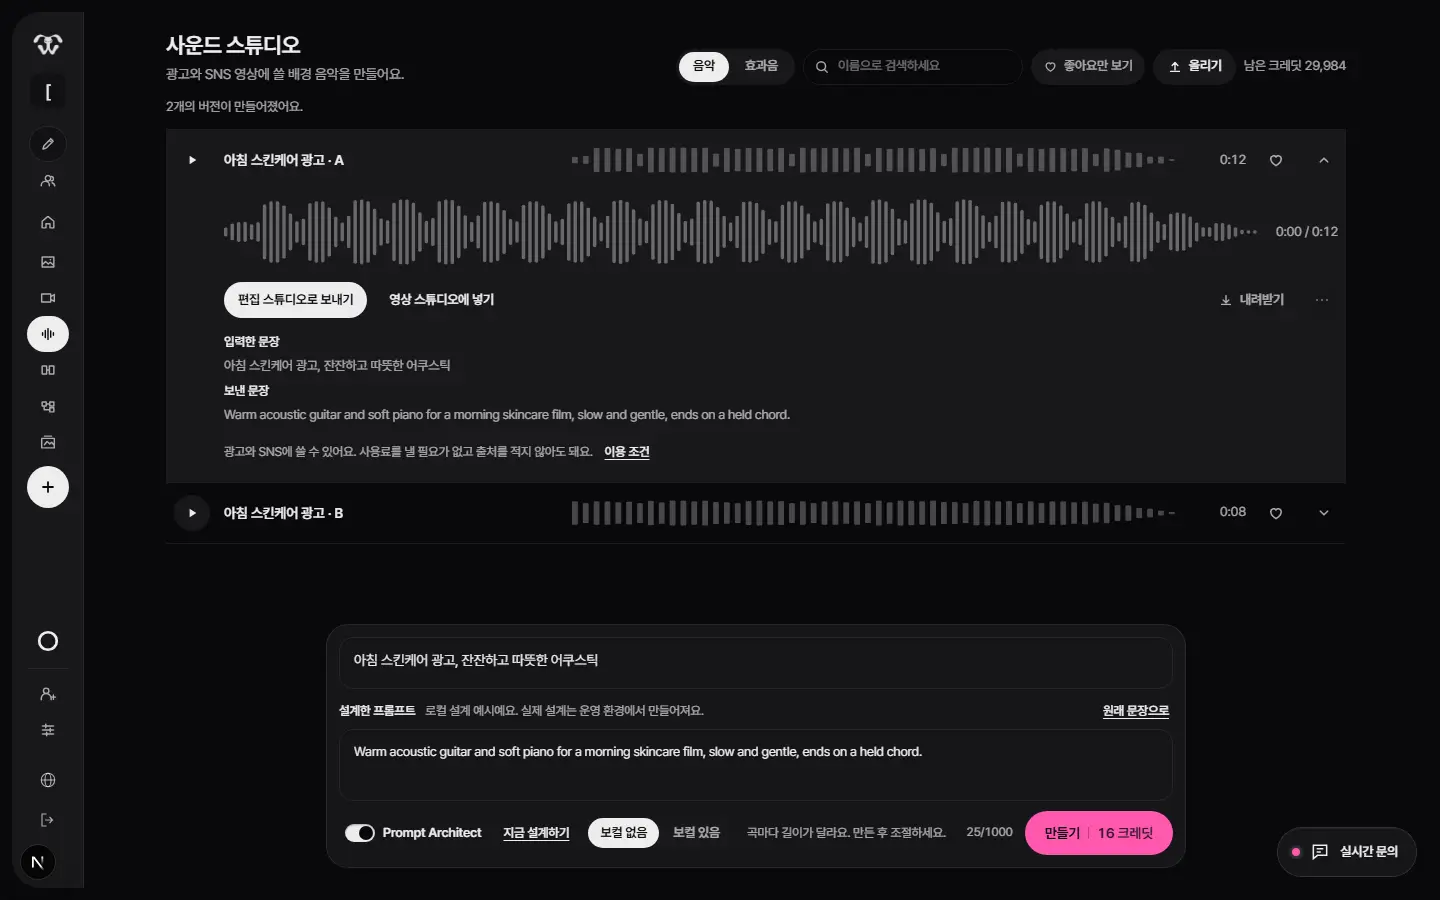 사운드 스튜디오
광고와 SNS 영상에 쓸 배경 음악을 만들어요.
음악
효과음
이름으로 검색하세요
좋아요만 보기
올리기
남은 크레딧 29,984
2개의 버전이 만들어졌어요.
아침 스킨케어 광고 · A
0:12
0:00 / 0:12
편집 스튜디오로 보내기
영상 스튜디오에 넣기
내려받기
입력한 문장
아침 스킨케어 광고, 잔잔하고 따뜻한 어쿠스틱
보낸 문장
Warm acoustic guitar and soft piano for a morning skincare film, slow and gentle, ends on a held chord.
광고와 SNS에 쓸 수 있어요. 사용료를 낼 필요가 없고 출처를 적지 않아도 돼요. 이용 조건
아침 스킨케어 광고 · B
0:08
아침 스킨케어 광고, 잔잔하고 따뜻한 어쿠스틱
설계한 프롬프트 로컬 설계 예시예요. 실제 설계는 운영 환경에서 만들어져요.
원래 문장으로
Warm acoustic guitar and soft piano for a morning skincare film, slow and gentle, ends on a held chord.
Prompt Architect
지금 설계하기
보컬 없음
보컬 있음
곡마다 길이가 달라요. 만든 후 조절하세요.
25/1000
만들기 | 16 크레딧
실시간 문의
[
N